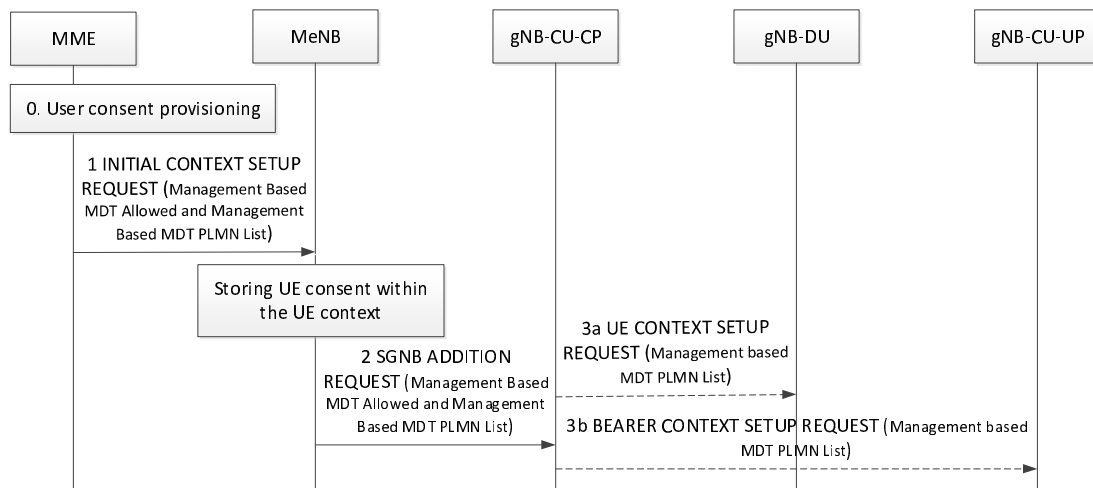 MME
MeNB
gNB-CU-CP
gNB-DU
gNB-CU-UP
0. User consent provisioning
1 INITIAL CONTEXT SETUP
REQUEST (Management Based
MDT Allowed and Management
Based MDT PLMN List)
Storing UE consent within
the UE context
2 SGNB ADDITION
REQUEST (Management Based
MDT Allowed and Management
Based MDT PLMN List)
3a UE CONTEXT SETUP
REQUEST (Management based
MDT PLMN List)
3b BEARER CONTEXT SETUP REQUEST (Management based
MDT PLMN List)